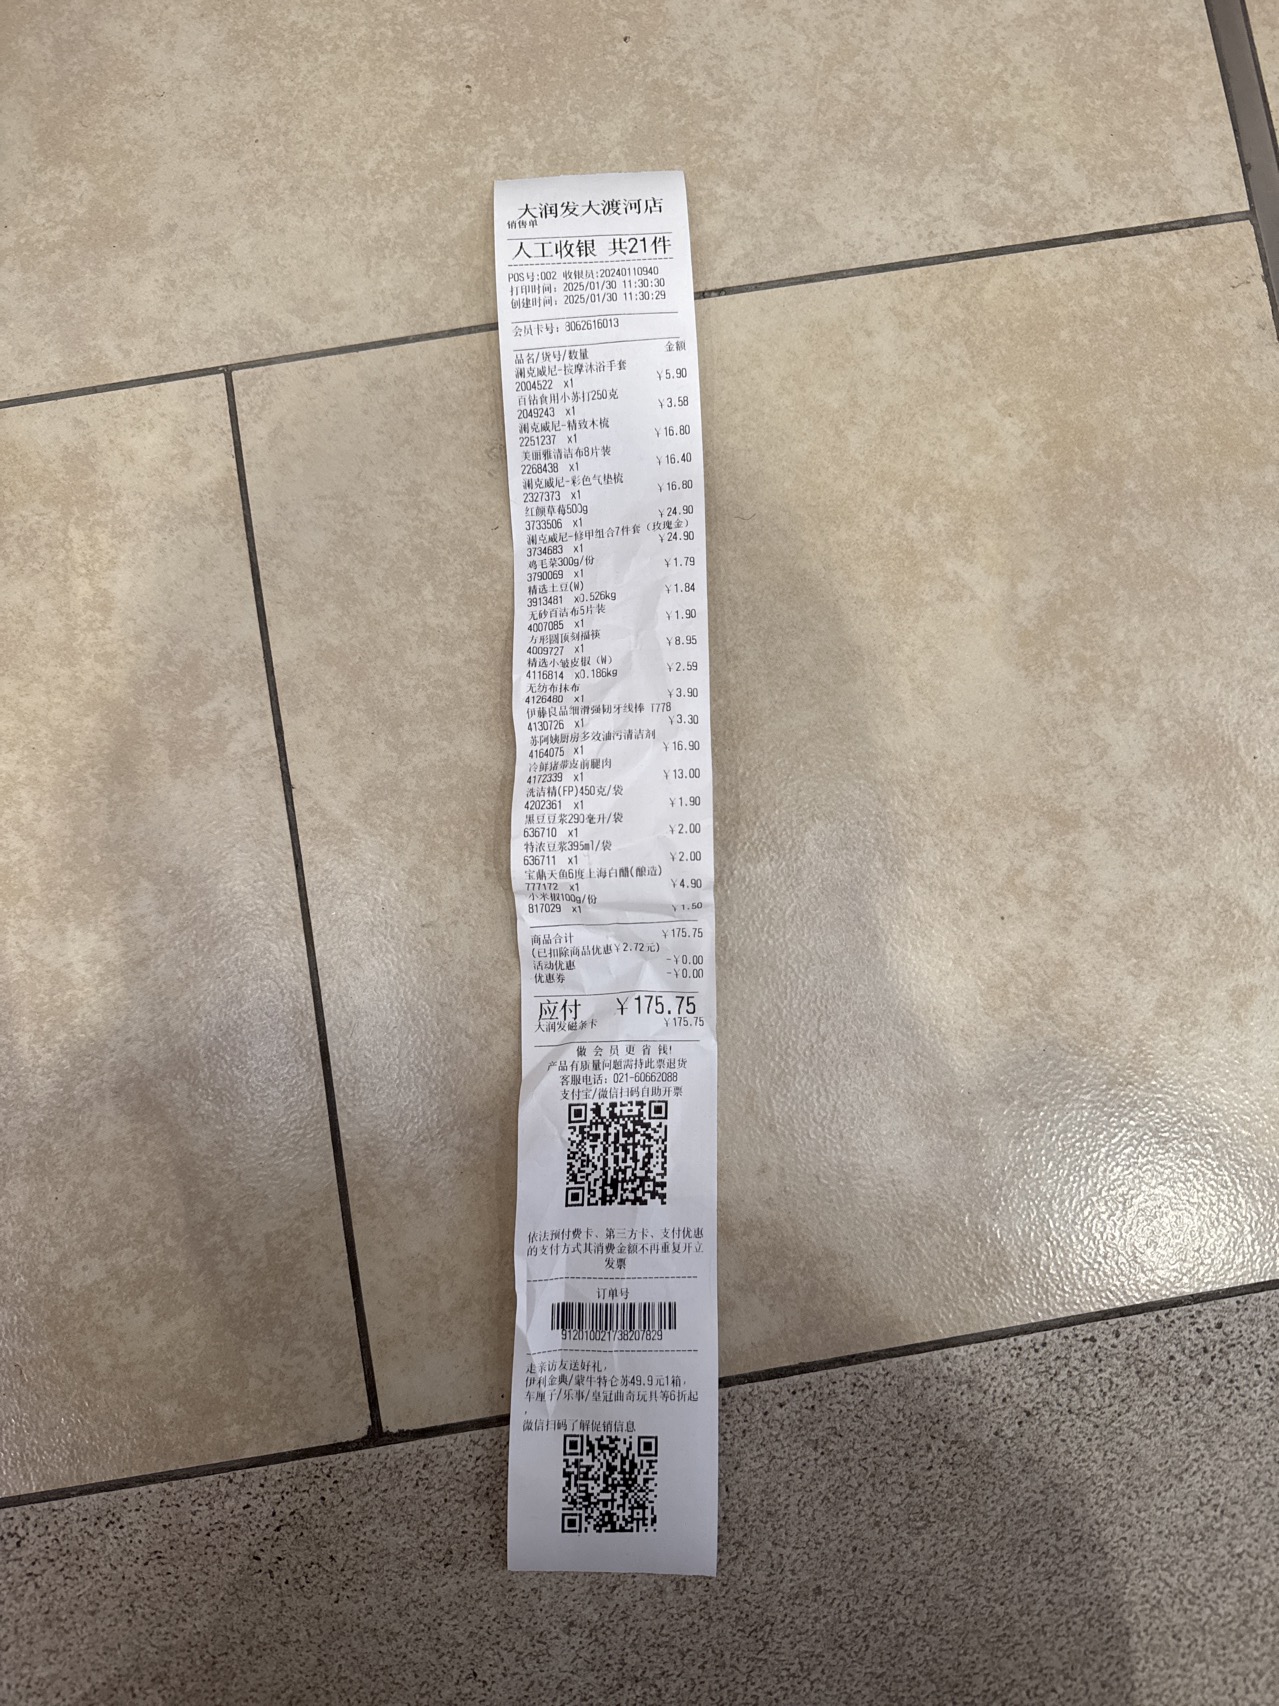 大润发大渡河店
销售单
人工收银 共21件
POS号:002 收银员:20240110940
打印时间: 2025/01/30 11:30:30
创建时间: 2025/01/30 11:30:29
会员卡号: 3062616013
品名/货号/数量 金额
澜克威尼-按摩沐浴手套
2004522 x1 ￥5.90
百钻食用小苏打250克
2049243 x1 ￥3.58
澜克威尼-精致木梳
2251237 x1 ￥16.80
美丽雅清洁布8片装
2268438 x1 ￥16.40
澜克威尼-彩色气垫梳
2327373 x1 ￥16.80
红颜草莓500g
3733506 x1 ￥24.90
澜克威尼-修甲组合7件套（玫瑰金）
3734683 x1 ￥24.90
鸡毛菜300g/份
3790069 x1 ￥1.79
精选土豆(W)
3913481 x0.526kg ￥1.84
无砂百洁布5片装
4007085 x1 ￥1.90
方形圆顶刻福筷
4009727 x1 ￥8.95
精选小皱皮椒（W）
4116814 x0.186kg ￥2.59
无纺布抹布
4126480 x1 ￥3.90
伊藤良品细滑强韧牙线棒 T778
4130726 x1 ￥3.30
苏阿姨厨房多效油污清洁剂
4164075 x1 ￥16.90
冷鲜猪带皮前腿肉
4172339 x1 ￥13.00
洗洁精(FP)450克/袋
4202361 x1 ￥1.90
黑豆豆浆290毫升/袋
636710 x1 ￥2.00
特浓豆浆395ml/袋
636711 x1 ￥2.00
宝鼎天鱼6度上海白醋(酿造)
777172 x1 ￥4.90
小米椒100g/份
817029 x1 ￥1.50
商品合计 ￥175.75
(已扣除商品优惠￥2.72元)
活动优惠 -￥0.00
优惠券 -￥0.00
应付 ￥175.75
大润发磁条卡 ￥175.75
做 会 员 更 省 钱!
产品有质量问题需持此票退货
客服电话: 021-60662088
支付宝/微信扫码自助开票
依法预付费卡、第三方卡、支付优惠
的支付方式其消费金额不再重复开立
发票
订单号
912010021738207829
走亲访友送好礼,
伊利金典/蒙牛特仑苏49.9元1箱,
车厘子/乐事/皇冠曲奇玩具等6折起
,
微信扫码了解促销信息